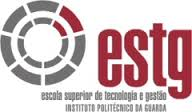 estg
escola superior de tecnologia e gestão
INSTITUTO POLITÉCNICO DA GUARDA